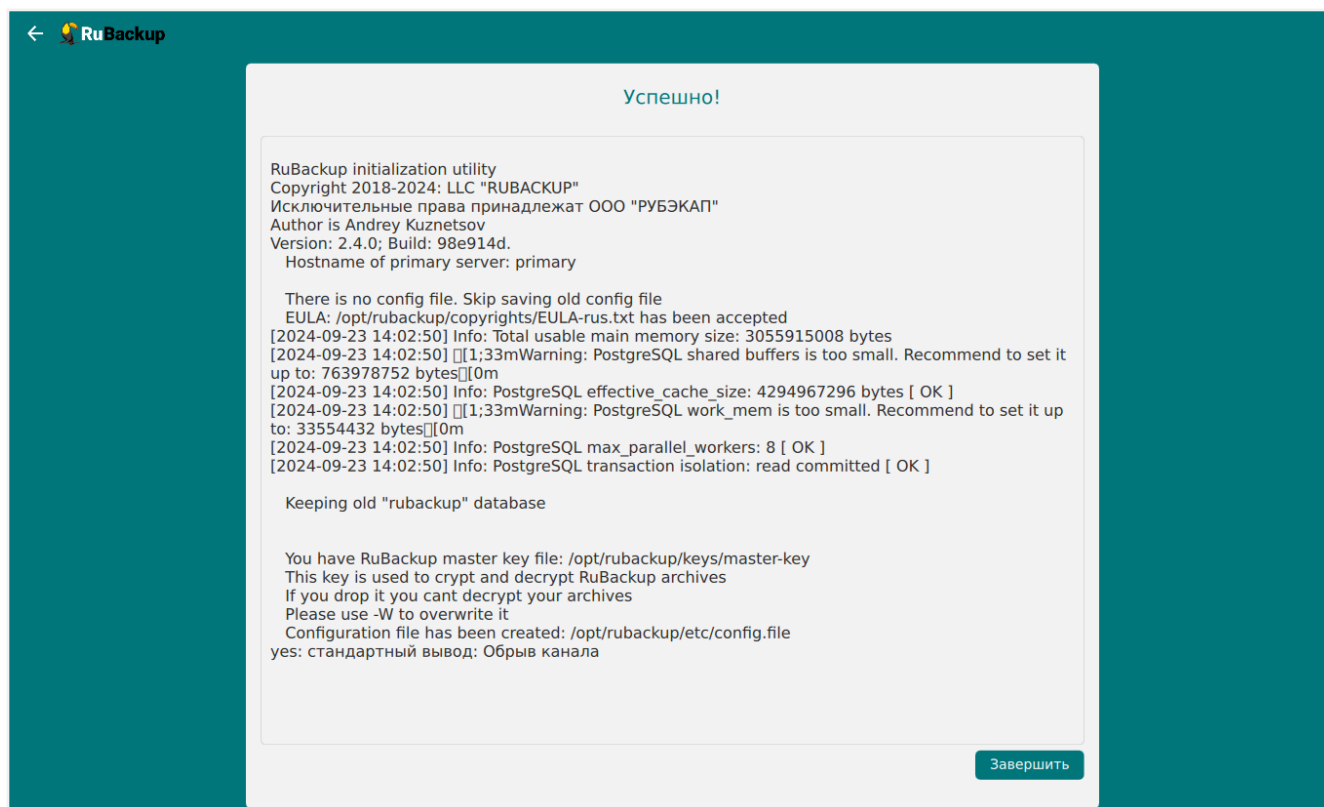 RuBackup
Успешно!
RuBackup initialization utility
Copyright 2018-2024: LLC "RUBACKUP"
Исключительные права принадлежат ООО "РУБЭКАП"
Author is Andrey Kuznetsov
Version: 2.4.0; Build: 98e914d.
Hostname of primary server: primary
There is no config file. Skip saving old config file
EULA: /opt/rubackup/copyrights/EULA-rus.txt has been accepted
[2024-09-23 14:02:50] Info: Total usable main memory size: 3055915008 bytes
[2024-09-23 14:02:50] [1;33mWarning: PostgreSQL shared buffers is too small. Recommend to set it
up to: 763978752 bytes[0m
[2024-09-23 14:02:50] Info: PostgreSQL effective_cache_size: 4294967296 bytes [ OK ]
[2024-09-23 14:02:50] [1;33mWarning: PostgreSQL work_mem is too small. Recommend to set it up
to: 33554432 bytes[0m
[2024-09-23 14:02:50] Info: PostgreSQL max_parallel_workers: 8 [ OK ]
[2024-09-23 14:02:50] Info: PostgreSQL transaction isolation: read committed [ OK ]
Keeping old "rubackup" database
You have RuBackup master key file: /opt/rubackup/keys/master-key
This key is used to crypt and decrypt RuBackup archives
If you drop it you cant decrypt your archives
Please use -W to overwrite it
Configuration file has been created: /opt/rubackup/etc/config.file
yes: стандартный вывод: Обрыв канала
Завершить